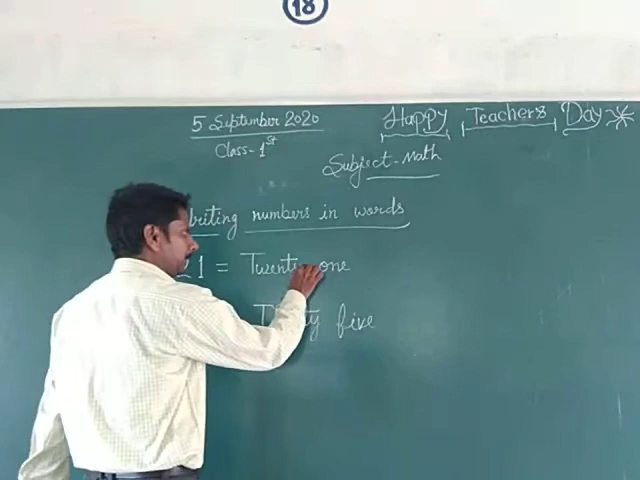 18
5 September 2020
Happy Teachers Day
Class-1st
Subject-Math
writing numbers in words
21 = Twenty one
five